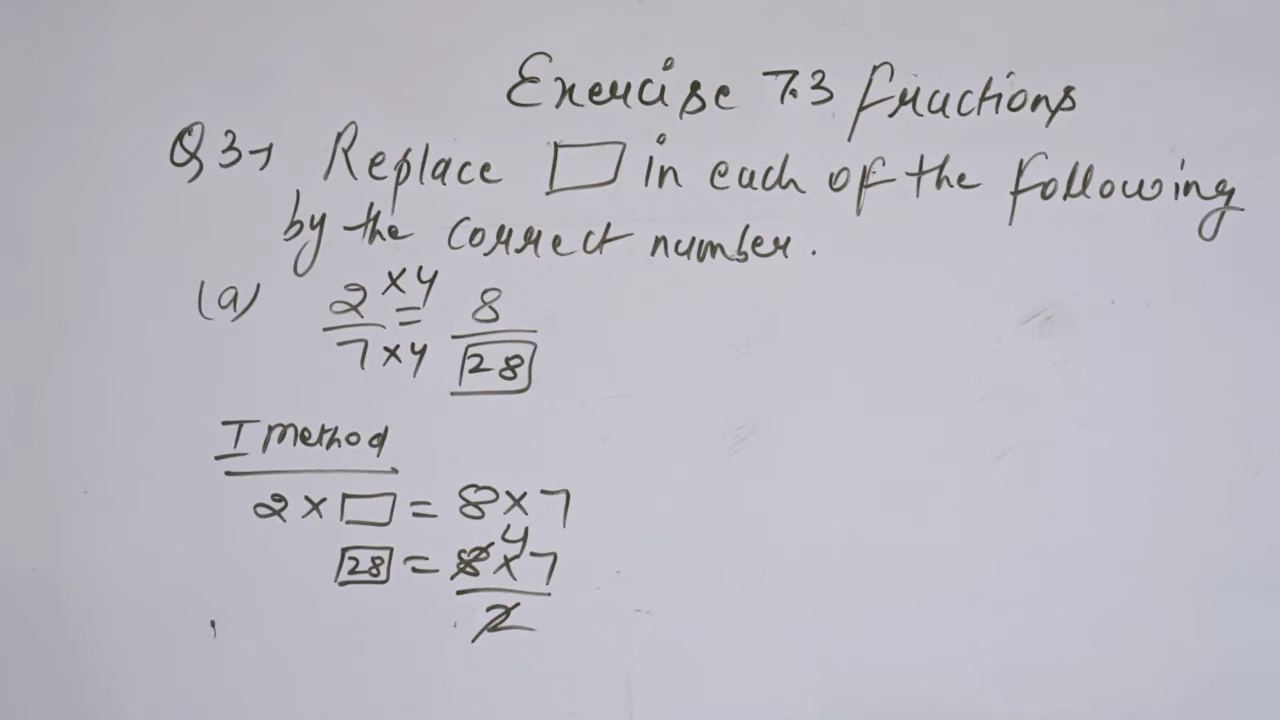 Exercise 7.3 fractions
Q 3→ Replace □ in each of the following
by the correct number.
(a) 2 ×4 / 7 ×4 = 8 / 28
I method
2 × □ = 8 × 7
28 = 8 4 × 7 / 2